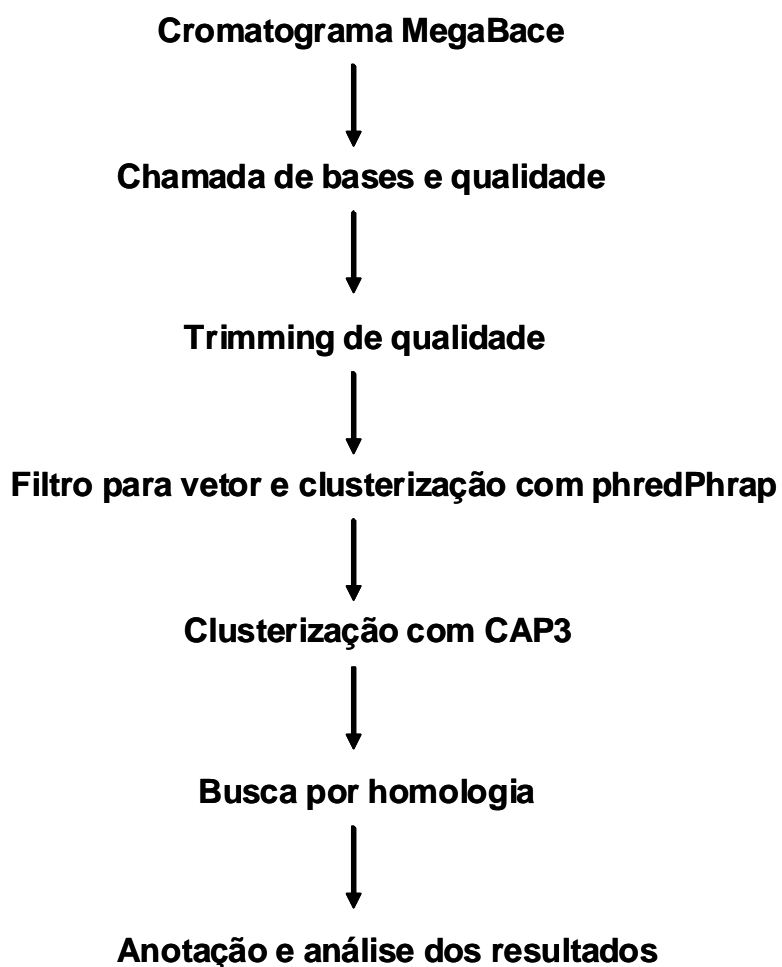 Cromatograma MegaBace
Chamada de bases e qualidade
Trimming de qualidade
Filtro para vetor e clusterização com phredPhrap
Clusterização com CAP3
Busca por homologia
Anotação e análise dos resultados